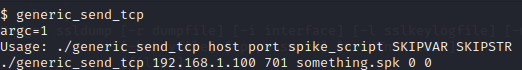 $ generic_send_tcp
argc=1
Usage: ./generic_send_tcp host port spike_script SKIPVAR SKIPSTR
./generic_send_tcp 192.168.1.100 701 something.spk 0 0